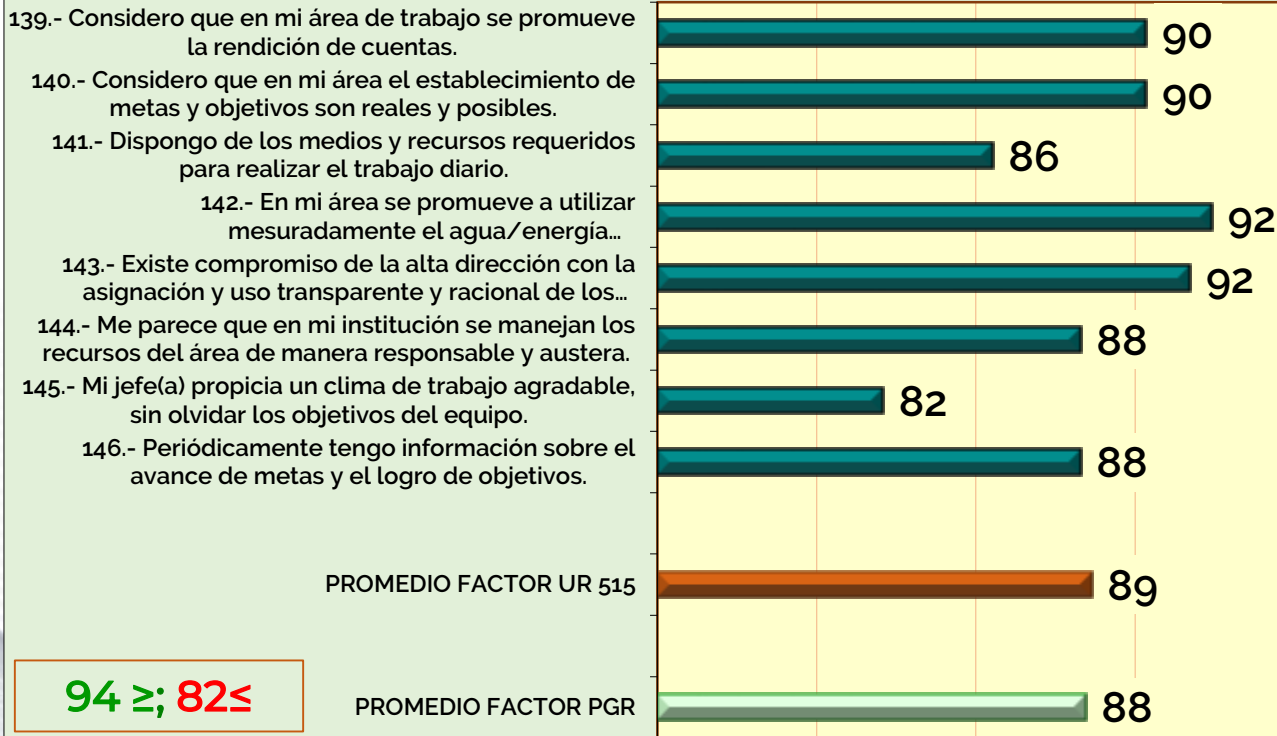 139.- Considero que en mi área de trabajo se promueve
la rendición de cuentas.
90
140.- Considero que en mi área el establecimiento de
metas y objetivos son reales y posibles.
90
141.- Dispongo de los medios y recursos requeridos
para realizar el trabajo diario.
86
142.- En mi área se promueve a utilizar
mesuradamente el agua/energía...
92
143.- Existe compromiso de la alta dirección con la
asignación y uso transparente y racional de los...
92
144.- Me parece que en mi institución se manejan los
recursos del área de manera responsable y austera.
88
145.- Mi jefe(a) propicia un clima de trabajo agradable,
sin olvidar los objetivos del equipo.
82
146.- Periódicamente tengo información sobre el
avance de metas y el logro de objetivos.
88
PROMEDIO FACTOR UR 515
89
94 ≥; 82≤
PROMEDIO FACTOR PGR
88